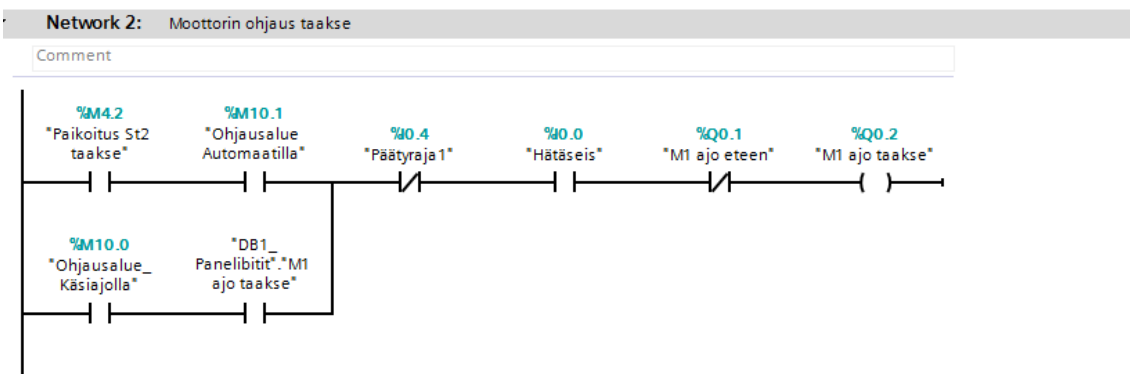 Network 2: Moottorin ohjaus taakse
Comment
%M4.2
"Paikoitus St2
taakse"
%M10.1
"Ohjausalue
Automaatilla"
%I0.4
"Päätyraja1"
%I0.0
"Hätäseis"
%Q0.1
"M1 ajo eteen"
%Q0.2
"M1 ajo taakse"
%M10.0
"Ohjausalue_
Käsiajolla"
"DB1_
Panelibitit"."M1
ajo taakse"